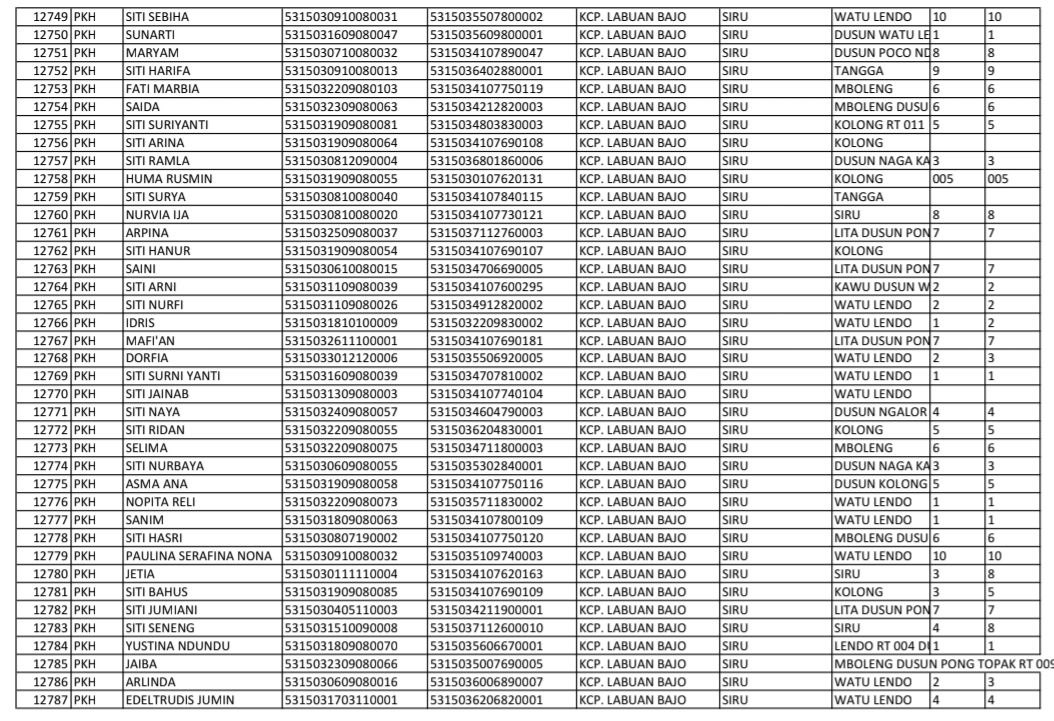 12749 PKH SITI SEBIHA 5315030910080031 5315035507800002 KCP. LABUAN BAJO SIRU WATU LENDO 10 10
12750 PKH SUNARTI 5315031609080047 5315035609800001 KCP. LABUAN BAJO SIRU DUSUN WATU LE 1 1
12751 PKH MARYAM 5315030710080032 5315034107890047 KCP. LABUAN BAJO SIRU DUSUN POCO ND 8 8
12752 PKH SITI HARIFA 5315030910080013 5315036402880001 KCP. LABUAN BAJO SIRU TANGGA 9 9
12753 PKH FATI MARBIA 5315032209080103 5315034107750119 KCP. LABUAN BAJO SIRU MBOLENG 6 6
12754 PKH SAIDA 5315032309080063 5315034212820003 KCP. LABUAN BAJO SIRU MBOLENG DUSU 6 6
12755 PKH SITI SURIYANTI 5315031909080081 5315034803830003 KCP. LABUAN BAJO SIRU KOLONG RT 011 5 5
12756 PKH SITI ARINA 5315031909080064 5315034107690108 KCP. LABUAN BAJO SIRU KOLONG
12757 PKH SITI RAMLA 5315030812090004 5315036801860006 KCP. LABUAN BAJO SIRU DUSUN NAGA KA 3 3
12758 PKH HUMA RUSMIN 5315031909080055 5315030107620131 KCP. LABUAN BAJO SIRU KOLONG 005 005
12759 PKH SITI SURYA 5315030810080040 5315034107840115 KCP. LABUAN BAJO SIRU TANGGA
12760 PKH NURVIA IJA 5315030810080020 5315034107730121 KCP. LABUAN BAJO SIRU SIRU 8 8
12761 PKH ARPINA 5315032509080037 5315037112760003 KCP. LABUAN BAJO SIRU LITA DUSUN PON 7 7
12762 PKH SITI HANUR 5315031909080054 5315034107690107 KCP. LABUAN BAJO SIRU KOLONG
12763 PKH SAINI 5315030610080015 5315034706690005 KCP. LABUAN BAJO SIRU LITA DUSUN PON 7 7
12764 PKH SITI ARNI 5315031109080039 5315034107600295 KCP. LABUAN BAJO SIRU KAWU DUSUN W 2 2
12765 PKH SITI NURFI 5315031109080026 5315034912820002 KCP. LABUAN BAJO SIRU WATU LENDO 2 2
12766 PKH IDRIS 5315031810100009 5315032209830002 KCP. LABUAN BAJO SIRU WATU LENDO 1 2
12767 PKH MAFI'AN 5315032611100001 5315034107690181 KCP. LABUAN BAJO SIRU LITA DUSUN PON 7 7
12768 PKH DORFIA 5315033012120006 5315035506920005 KCP. LABUAN BAJO SIRU WATU LENDO 2 3
12769 PKH SITI SURNI YANTI 5315031609080039 5315034707810002 KCP. LABUAN BAJO SIRU WATU LENDO 1 1
12770 PKH SITI JAINAB 5315031309080003 5315034107740104 KCP. LABUAN BAJO SIRU WATU LENDO
12771 PKH SITI NAYA 5315032409080057 5315034604790003 KCP. LABUAN BAJO SIRU DUSUN NGALOR 4 4
12772 PKH SITI RIDAN 5315032209080055 5315036204830001 KCP. LABUAN BAJO SIRU KOLONG 5 5
12773 PKH SELIMA 5315032209080075 5315034711800003 KCP. LABUAN BAJO SIRU MBOLENG 6 6
12774 PKH SITI NURBAYA 5315030609080055 5315035302840001 KCP. LABUAN BAJO SIRU DUSUN NAGA KA 3 3
12775 PKH ASMA ANA 5315031909080058 5315034107750116 KCP. LABUAN BAJO SIRU DUSUN KOLONG 5 5
12776 PKH NOPITA RELI 5315032209080073 5315035711830002 KCP. LABUAN BAJO SIRU WATU LENDO 1 1
12777 PKH SANIM 5315031809080063 5315034107800109 KCP. LABUAN BAJO SIRU WATU LENDO 1 1
12778 PKH SITI HASRI 5315030807190002 5315034107750120 KCP. LABUAN BAJO SIRU MBOLENG DUSU 6 6
12779 PKH PAULINA SERAFINA NONA 5315030910080032 5315035109740003 KCP. LABUAN BAJO SIRU WATU LENDO 10 10
12780 PKH JETIA 5315030111110004 5315034107620163 KCP. LABUAN BAJO SIRU SIRU 3 8
12781 PKH SITI BAHUS 5315031909080085 5315034107690109 KCP. LABUAN BAJO SIRU KOLONG 3 5
12782 PKH SITI JUMIANI 5315030405110003 5315034211900001 KCP. LABUAN BAJO SIRU LITA DUSUN PON 7 7
12783 PKH SITI SENENG 5315031510090008 5315037112600010 KCP. LABUAN BAJO SIRU SIRU 4 8
12784 PKH YUSTINA NDUNDU 5315031809080070 5315035606670001 KCP. LABUAN BAJO SIRU LENDO RT 004 DU 1 1
12785 PKH JAIBA 5315032309080066 5315035007690005 KCP. LABUAN BAJO SIRU MBOLENG DUSUN PONG TOPAK RT 009
12786 PKH ARLINDA 5315030609080016 5315036006890007 KCP. LABUAN BAJO SIRU WATU LENDO 2 3
12787 PKH EDELTRUDIS JUMIN 5315031703110001 5315036206820001 KCP. LABUAN BAJO SIRU WATU LENDO 4 4